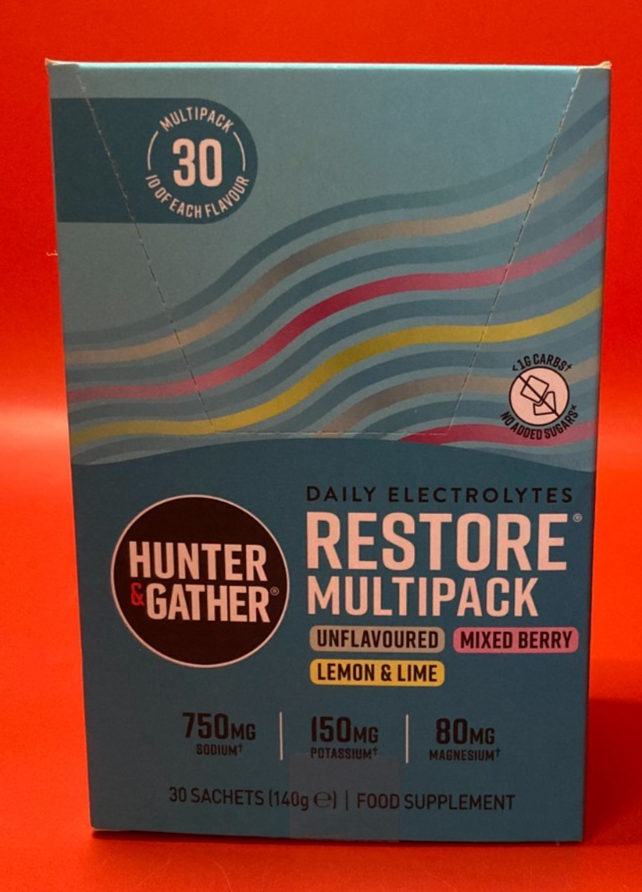 MULTIPACK
30
10 OF EACH FLAVOUR
<1G CARBS†
NO ADDED SUGARS*
DAILY ELECTROLYTES
RESTORE®
MULTIPACK
HUNTER
&GATHER®
UNFLAVOURED MIXED BERRY
LEMON & LIME
750MG 150MG 80MG
SODIUM† POTASSIUM† MAGNESIUM†
30 SACHETS (140g ℮) | FOOD SUPPLEMENT